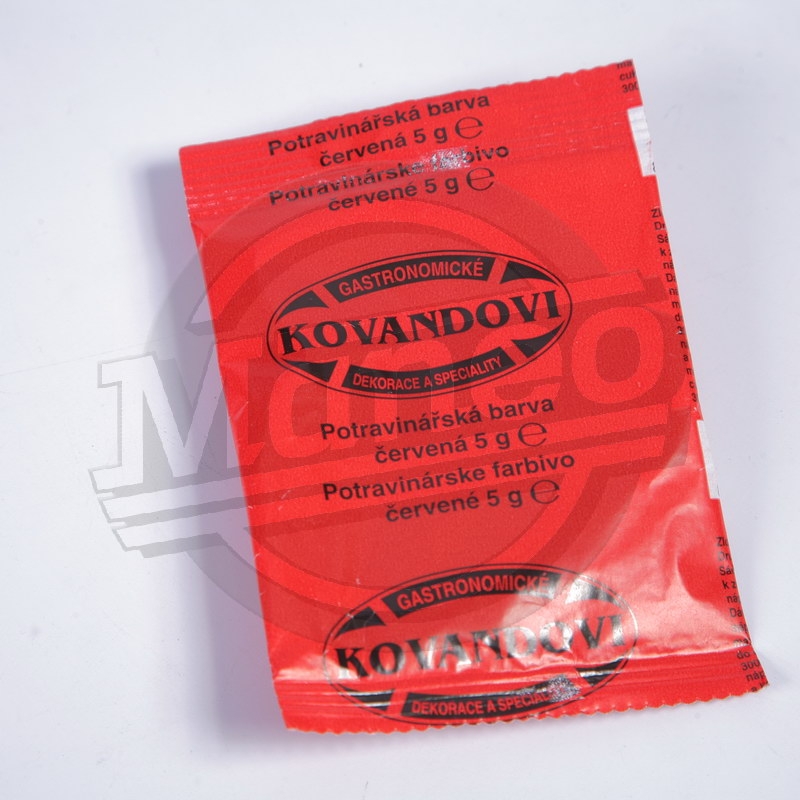 Potravinářská barva
červená 5 g ℮
Potravinárske farbivo
červené 5 g ℮
GASTRONOMICKÉ
KOVANDOVI
DEKORACE A SPECIALITY
Potravinářská barva
červená 5 g ℮
Potravinárske farbivo
červené 5 g ℮
GASTRONOMICKÉ
KOVANDOVI
DEKORACE A SPECIALITY
Maneo